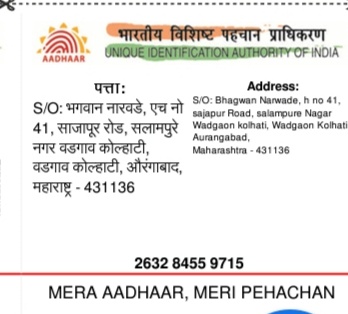 भारतीय विशिष्ट पहचान प्राधिकरण
AADHAAR
UNIQUE IDENTIFICATION AUTHORITY OF INDIA
पत्ता:
S/O: भगवान नारवडे, एच नो
41, साजापूर रोड, सलामपुरे
नगर वडगाव कोल्हाटी,
वडगाव कोल्हाटी, औरंगाबाद,
महाराष्ट्र - 431136
Address:
S/O: Bhagwan Narwade, h no 41,
sajapur Road, salampure Nagar
Wadgaon kolhati, Wadgaon Kolhati
Aurangabad,
Maharashtra - 431136
2632 8455 9715
MERA AADHAAR, MERI PEHACHAN